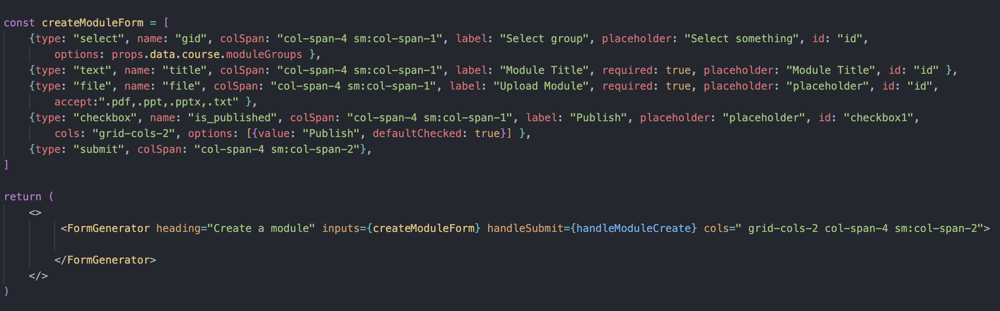 const createModuleForm = [
    {type: "select", name: "gid", colSpan: "col-span-4 sm:col-span-1", label: "Select group", placeholder: "Select something", id: "id",
        options: props.data.course.moduleGroups },
    {type: "text", name: "title", colSpan: "col-span-4 sm:col-span-1", label: "Module Title", required: true, placeholder: "Module Title", id: "id" },
    {type: "file", name: "file", colSpan: "col-span-4 sm:col-span-1", label: "Upload Module", required: true, placeholder: "placeholder", id: "id",
        accept:".pdf,.ppt,.pptx,.txt" },
    {type: "checkbox", name: "is_published", colSpan: "col-span-4 sm:col-span-1", label: "Publish", placeholder: "placeholder", id: "checkbox1",
        cols: "grid-cols-2", options: [{value: "Publish", defaultChecked: true}] },
    {type: "submit", colSpan: "col-span-4 sm:col-span-2"},
]
return (
    <>
         <FormGenerator heading="Create a module" inputs={createModuleForm} handleSubmit={handleModuleCreate} cols=" grid-cols-2 col-span-4 sm:col-span-2">
        </FormGenerator>
    </>
)